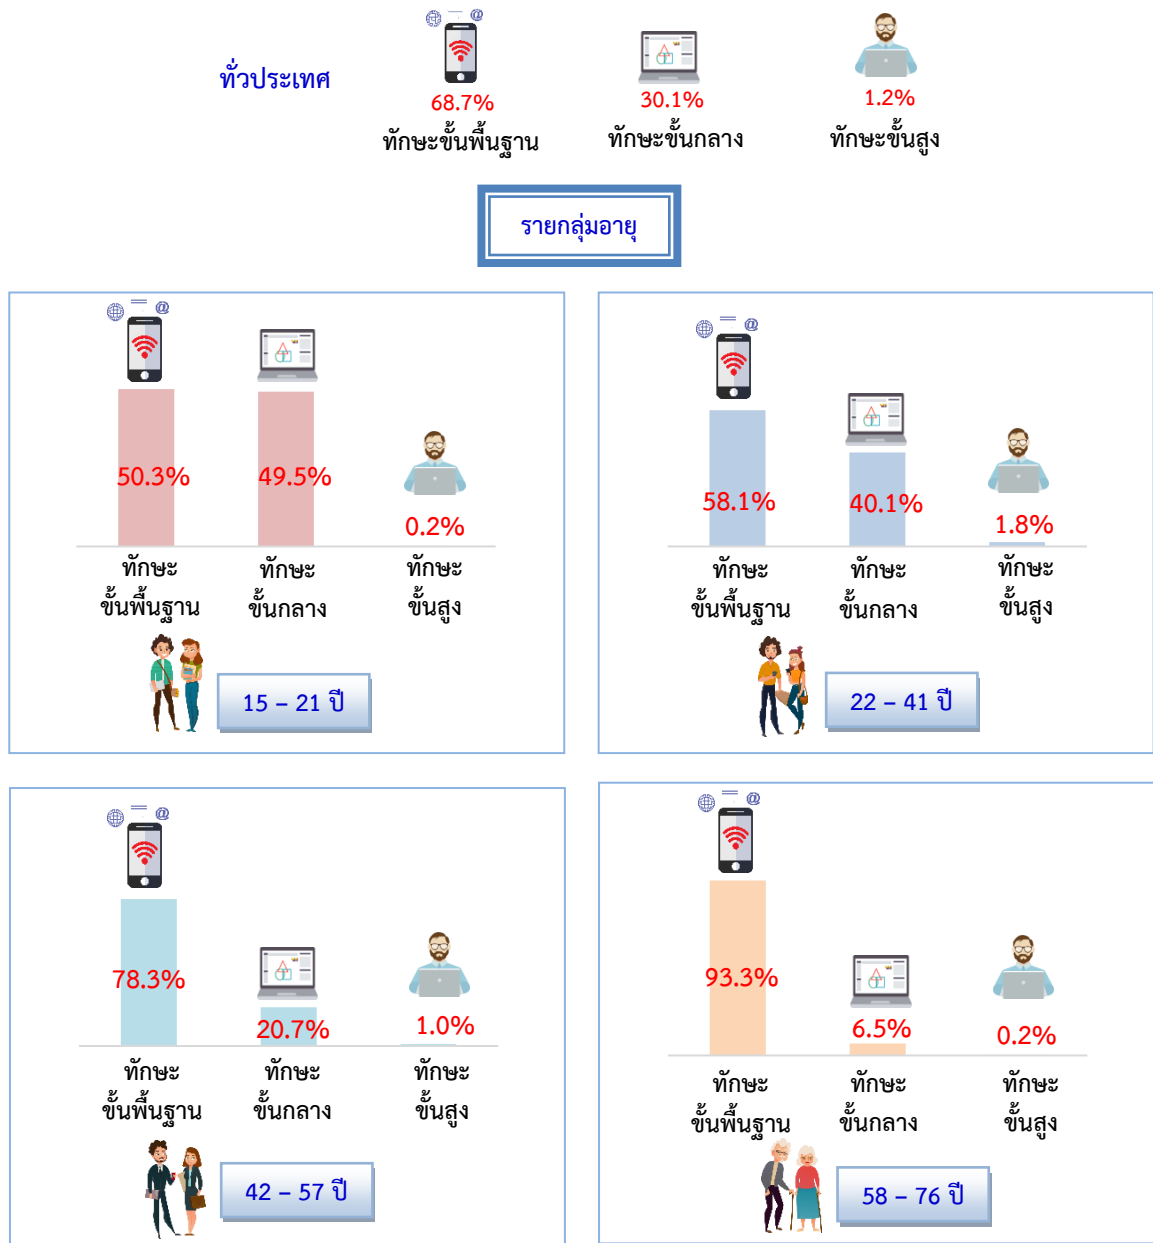 ทั่วประเทศ
68.7%
ทักษะขั้นพื้นฐาน
30.1%
ทักษะขั้นกลาง
1.2%
ทักษะขั้นสูง
รายกลุ่มอายุ
@
50.3%
49.5%
0.2%
ทักษะ
ขั้นพื้นฐาน
ทักษะ
ขั้นกลาง
ทักษะ
ขั้นสูง
15 – 21 ปี
@
58.1%
40.1%
1.8%
ทักษะ
ขั้นพื้นฐาน
ทักษะ
ขั้นกลาง
ทักษะ
ขั้นสูง
22 – 41 ปี
@
78.3%
20.7%
1.0%
ทักษะ
ขั้นพื้นฐาน
ทักษะ
ขั้นกลาง
ทักษะ
ขั้นสูง
42 – 57 ปี
@
93.3%
6.5%
0.2%
ทักษะ
ขั้นพื้นฐาน
ทักษะ
ขั้นกลาง
ทักษะ
ขั้นสูง
58 – 76 ปี